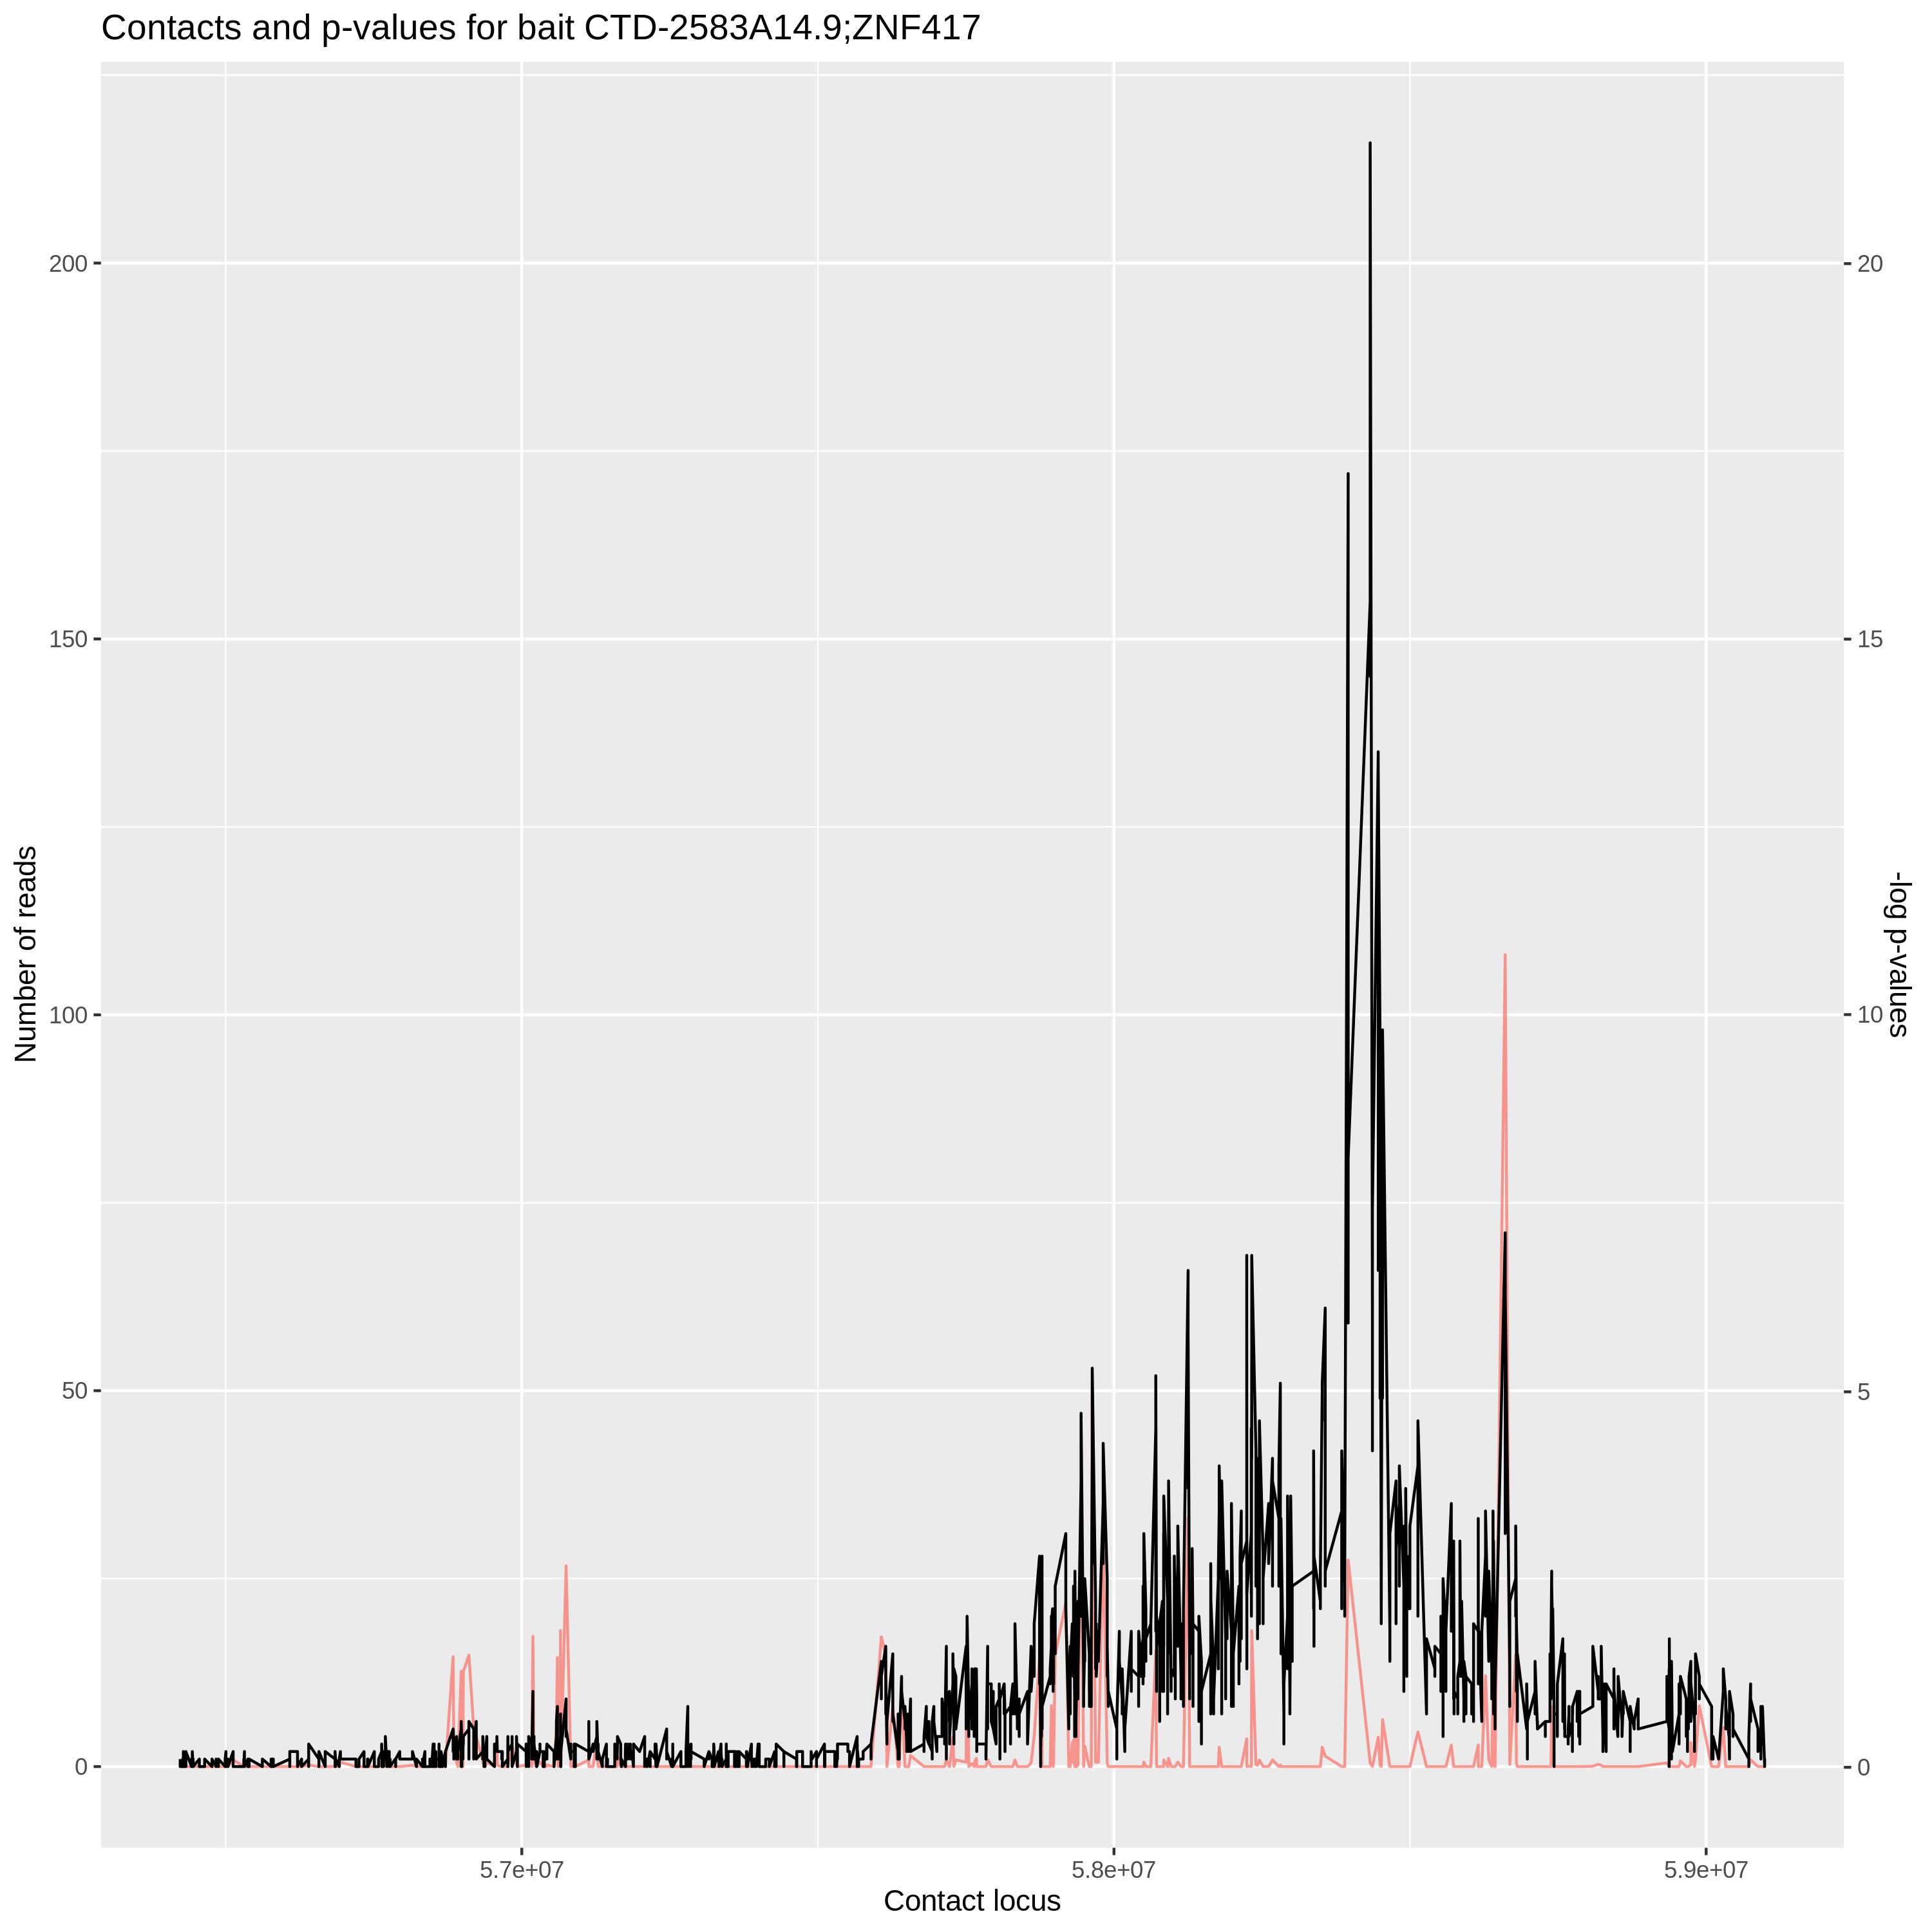 Contacts and p-values for bait CTD-2583A14.9;ZNF417
200
150
100
50
0
Number of reads
20
15
10
5
0
-log p-values
5.7e+07
5.8e+07
5.9e+07
Contact locus